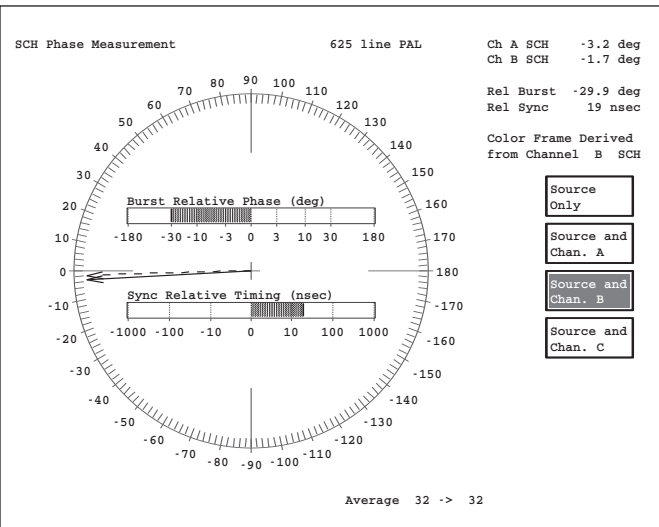 SCH Phase Measurement
625 line PAL
Ch A SCH -3.2 deg
Ch B SCH -1.7 deg
Rel Burst -29.9 deg
Rel Sync 19 nsec
Color Frame Derived
from Channel B SCH
Source
Only
Source and
Chan. A
Source and
Chan. B
Source and
Chan. C
90
80
100
70
110
60
120
50
130
40
140
30
150
20
160
10
170
0
180
-10
-170
-20
-160
-30
-150
-40
-140
-50
-130
-60
-120
-70
-110
-80
-100
-90
Burst Relative Phase (deg)
-180 -30 -10 -3 0 3 10 30 180
Sync Relative Timing (nsec)
-1000 -100 -10 0 10 100 1000
Average 32 -> 32